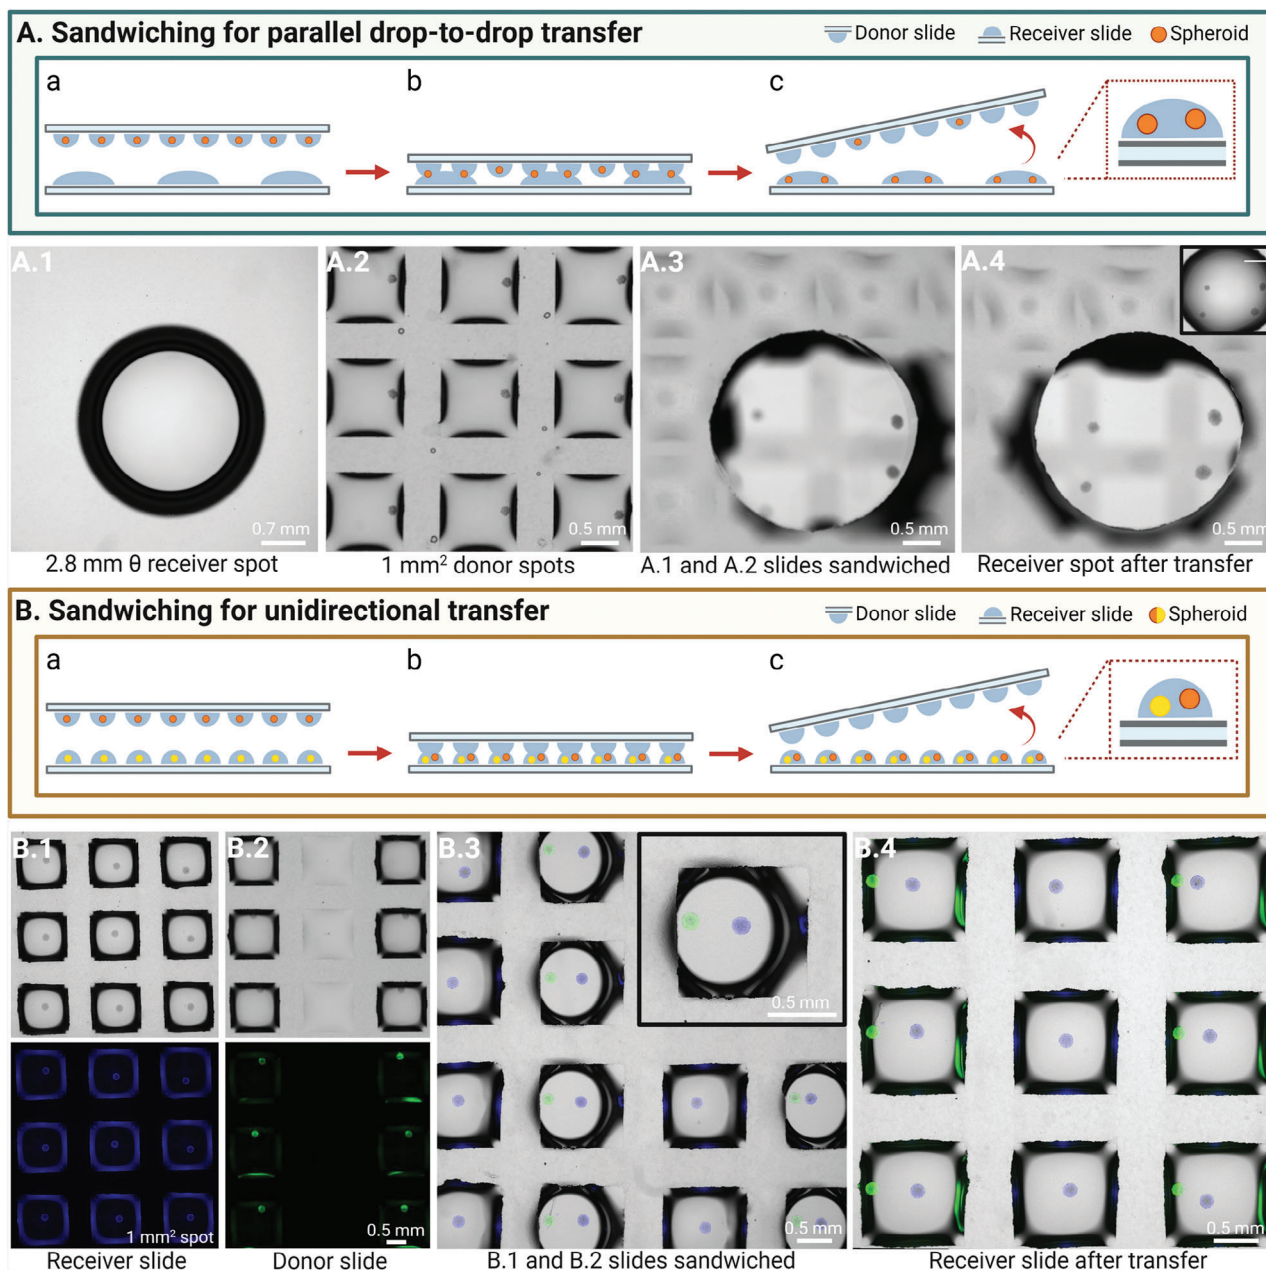 A. Sandwiching for parallel drop-to-drop transfer
Donor slide Receiver slide Spheroid
a b c
A.1 A.2 A.3 A.4
0.7 mm 0.5 mm 0.5 mm 0.5 mm
2.8 mm θ receiver spot 1 mm² donor spots A.1 and A.2 slides sandwiched Receiver spot after transfer
B. Sandwiching for unidirectional transfer
Donor slide Receiver slide Spheroid
a b c
B.1 B.2 B.3 B.4
0.5 mm
1 mm² spot 0.5 mm 0.5 mm 0.5 mm
Receiver slide Donor slide B.1 and B.2 slides sandwiched Receiver slide after transfer